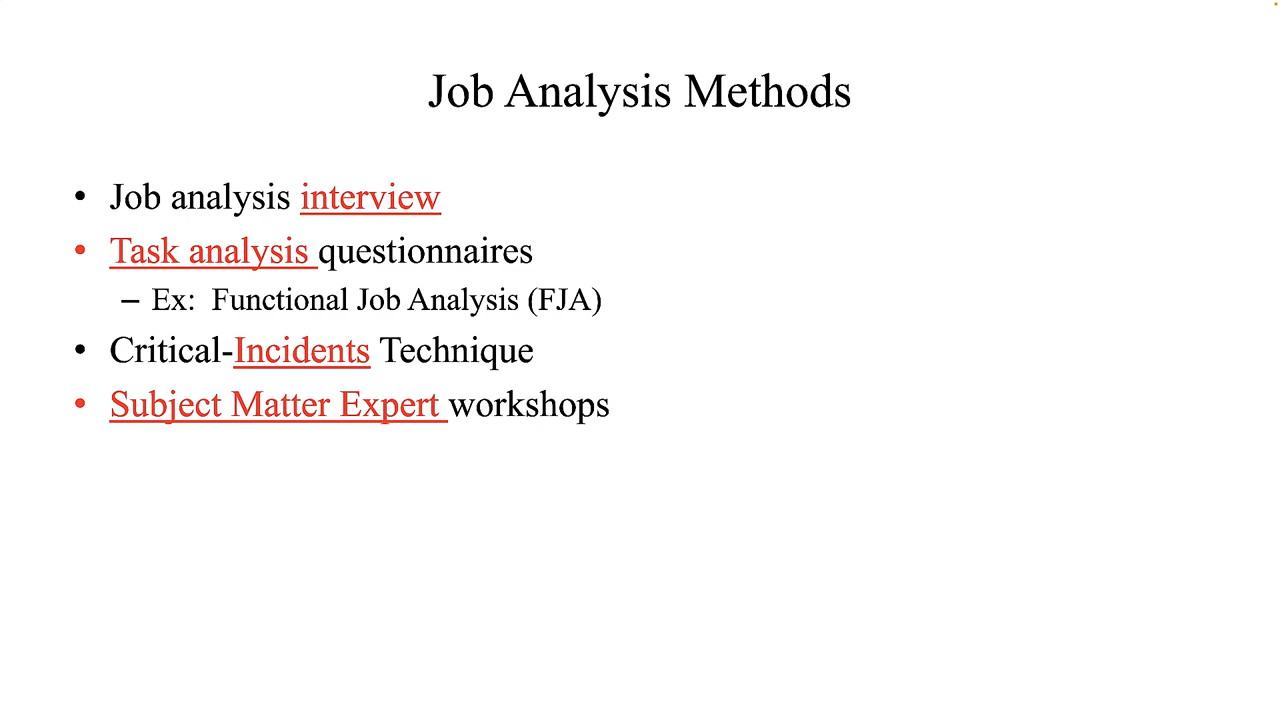 Job Analysis Methods
• Job analysis interview
• Task analysis questionnaires
– Ex: Functional Job Analysis (FJA)
• Critical-Incidents Technique
• Subject Matter Expert workshops